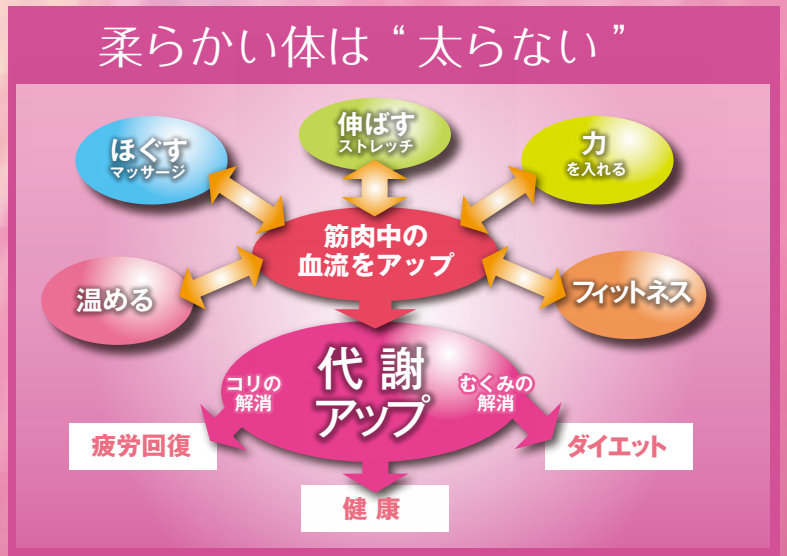 柔らかい体は “ 太らない ”
ほぐす
マッサージ
伸ばす
ストレッチ
力
を入れる
筋肉中の
血流をアップ
温める
フィットネス
代 謝
アップ
コリの
解消
むくみの
解消
疲労回復
ダイエット
健 康